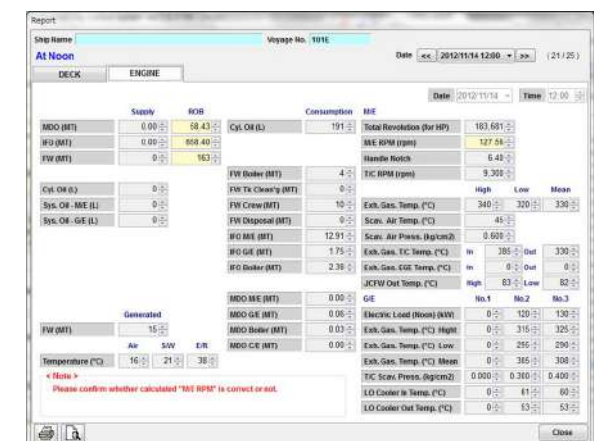 Report
Ship Name Voyage No. 101E
At Noon Date << 2012/11/14 12:00 >> (21/25)
DECK ENGINE
Date 2012/11/14 Time 12:00
Supply ROB Consumption M/E
MDO (MT) 0.00 68.43 Cyl. Oil (L) 191 Total Revolution (for HP) 183,681
IFO (MT) 0.00 668.40 M/E RPM (rpm) 127.56
FW (MT) 0 163 Handle Notch 6.40
FW Boiler (MT) 4 T/C RPM (rpm) 9,300
Cyl. Oil (L) 0 FW Tk Clean'g (MT) 0 High Low Mean
Sys. Oil - M/E (L) 0 FW Crew (MT) 10 Exh. Gas. Temp. (°C) 340 320 330
Sys. Oil - G/E (L) 0 FW Disposal (MT) 0 Scav. Air Temp. (°C) 45
IFO M/E (MT) 12.91 Scav. Air Press. (kg/cm2) 0.600
IFO G/E (MT) 1.75 Exh. Gas. T/C Temp. (°C) In 385 Out 330
IFO Boiler (MT) 2.38 Exh. Gas. EGE Temp. (°C) In 0 Out 0
JCFW Out Temp. (°C) High 83 Low 82
MDO M/E (MT) 0.00 G/E No.1 No.2 No.3
Generated MDO G/E (MT) 0.06 Electric Load (Noon) (kW) 0 120 130
FW (MT) 15 MDO Boiler (MT) 0.03 Exh. Gas. Temp. (°C) Hight 0 315 325
Air S/W E/R MDO C/E (MT) 0.00 Exh. Gas. Temp. (°C) Low 0 295 290
Temperature (°C) 16 21 38 Exh. Gas. Temp. (°C) Mean 0 305 308
< Note > T/C Scav. Press. (kg/cm2) 0.000 0.380 0.400
Please confirm whether calculated "M/E RPM" is correct or not. LO Cooler In Temp. (°C) 0 61 60
LO Cooler Out Temp. (°C) 0 53 53
Close